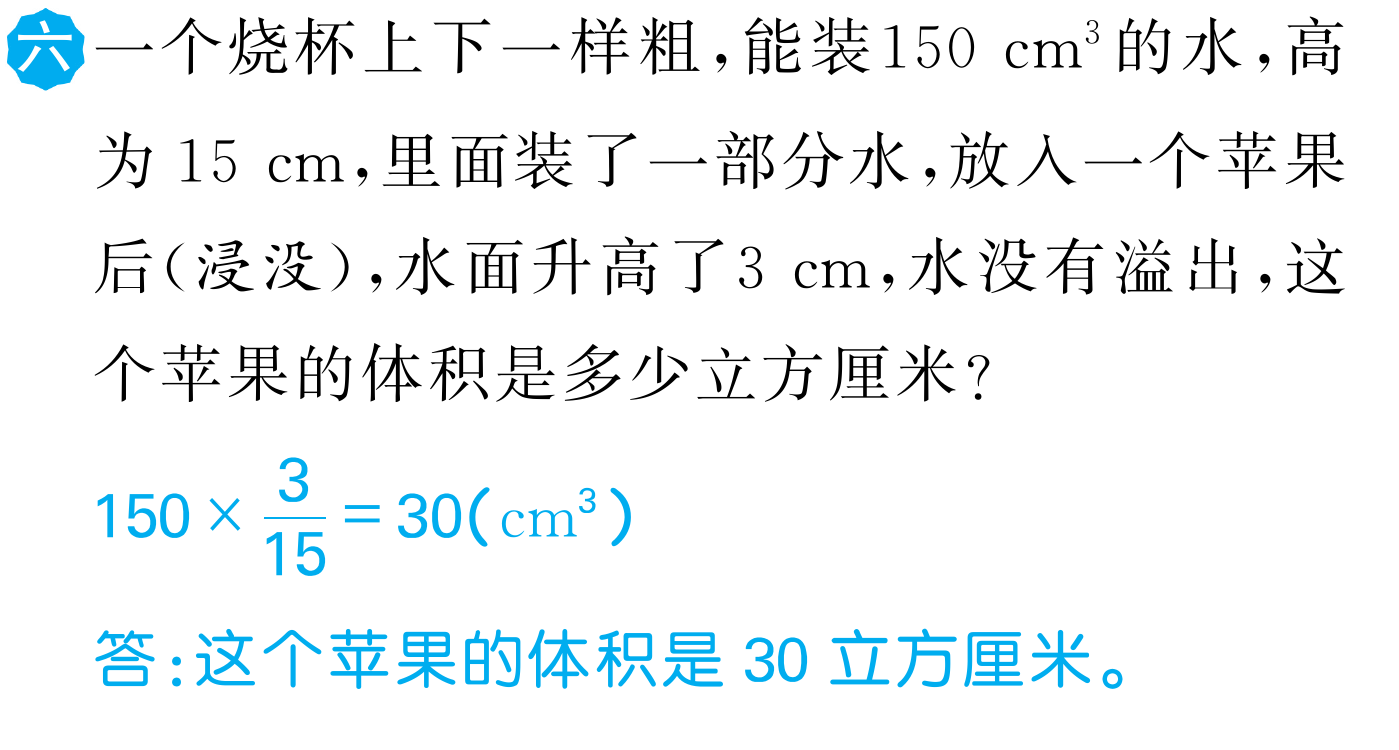 六 一个烧杯上下一样粗,能装150 cm³的水,高
为 15 cm,里面装了一部分水,放入一个苹果
后(浸没),水面升高了3 cm,水没有溢出,这
个苹果的体积是多少立方厘米?
150 × 3/15 = 30(cm³)
答:这个苹果的体积是 30 立方厘米。